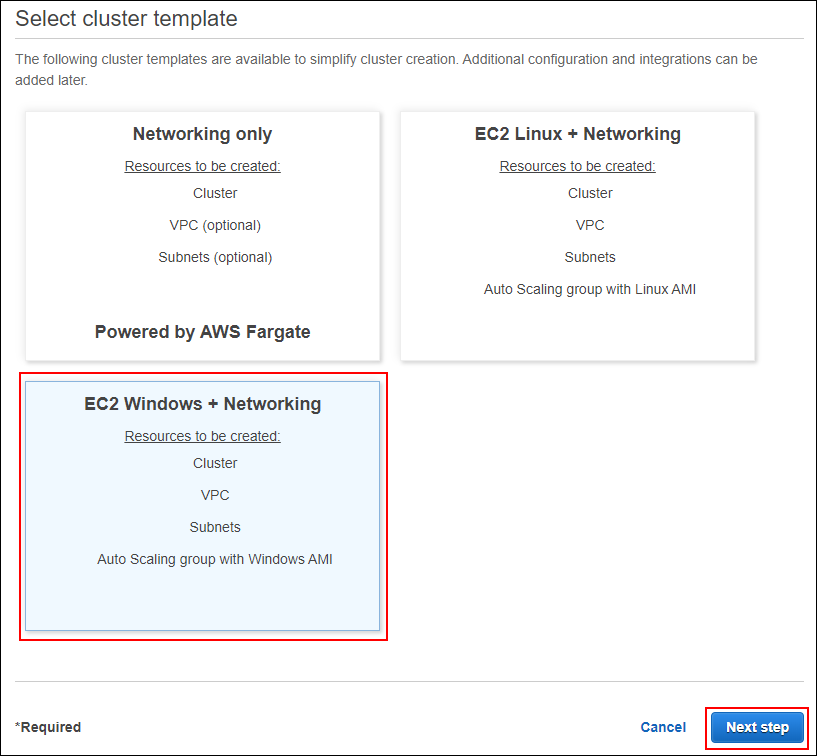 Select cluster template
The following cluster templates are available to simplify cluster creation. Additional configuration and integrations can be
added later.
Networking only
Resources to be created:
Cluster
VPC (optional)
Subnets (optional)
Powered by AWS Fargate
EC2 Linux + Networking
Resources to be created:
Cluster
VPC
Subnets
Auto Scaling group with Linux AMI
EC2 Windows + Networking
Resources to be created:
Cluster
VPC
Subnets
Auto Scaling group with Windows AMI
*Required
Cancel
Next step